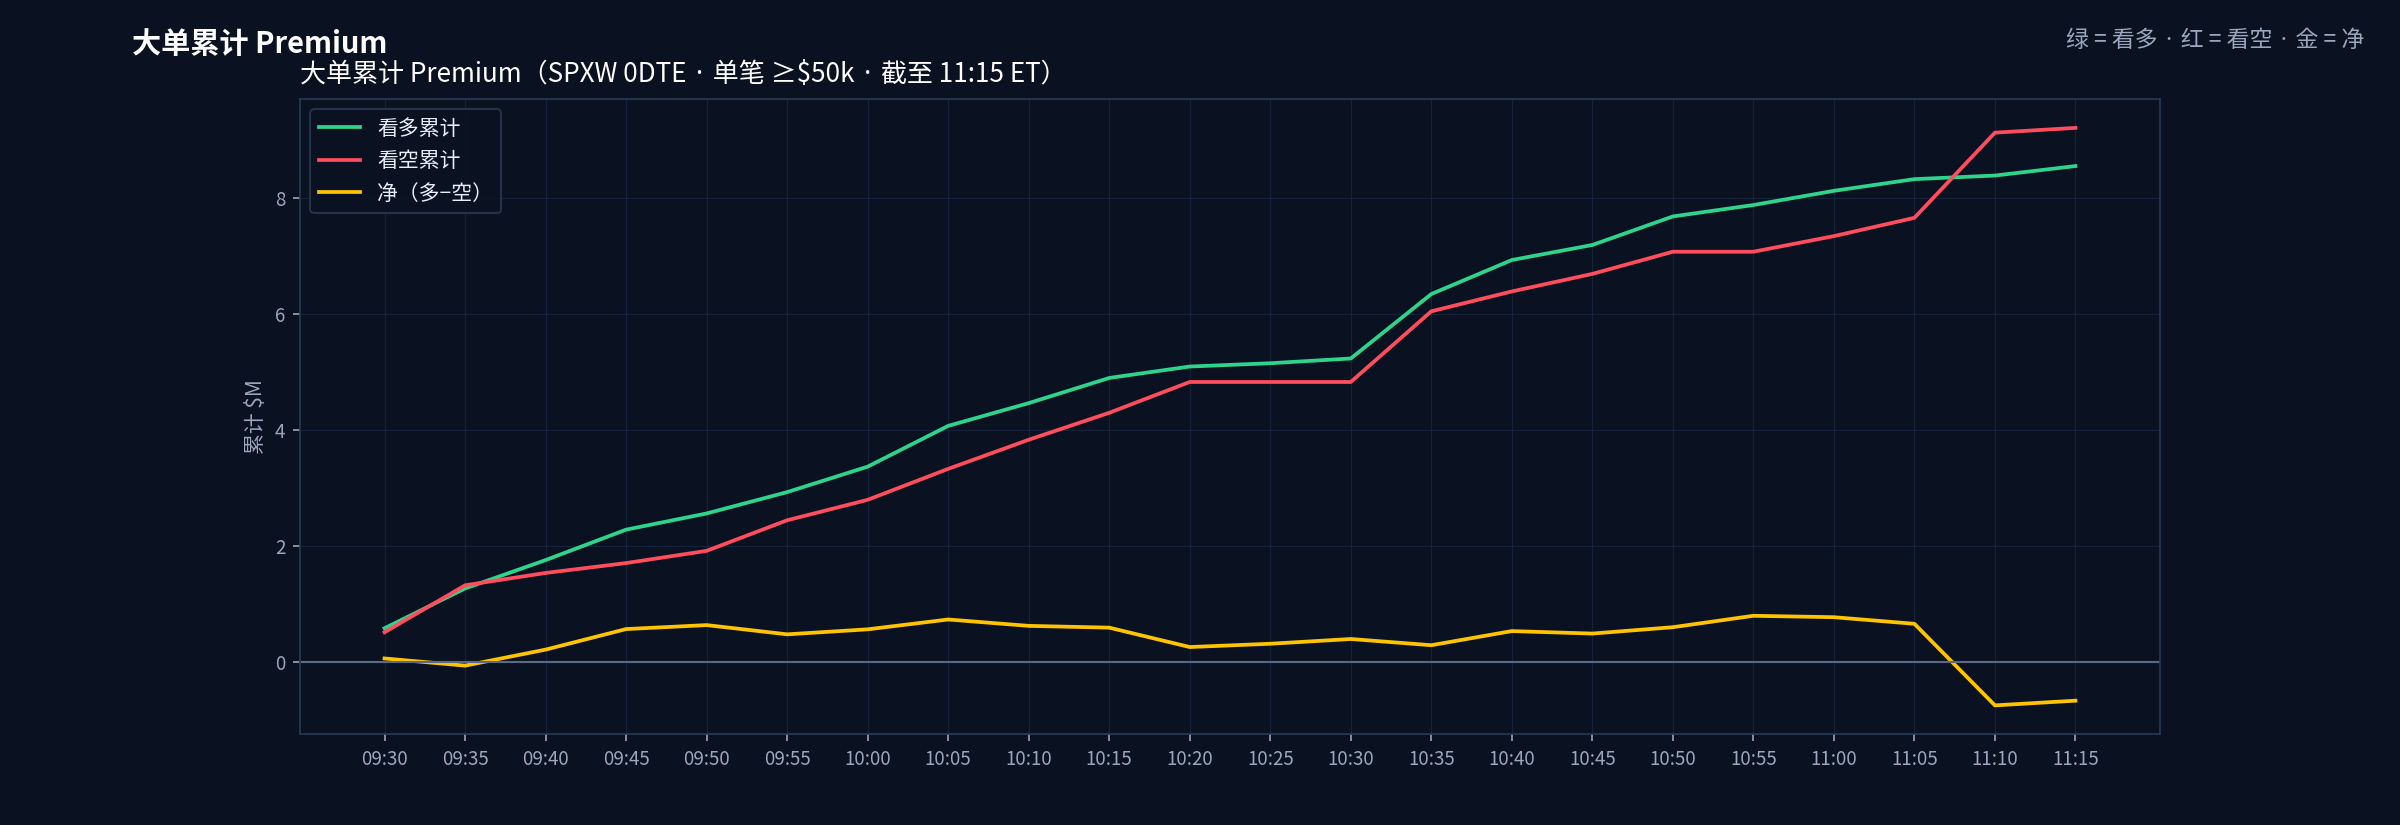 大单累计 Premium
绿 = 看多 · 红 = 看空 · 金 = 净
大单累计 Premium（SPXW 0DTE · 单笔 ≥$50k · 截至 11:15 ET）
看多累计
看空累计
净（多−空）
累计 $M
8
6
4
2
0
09:30 09:35 09:40 09:45 09:50 09:55 10:00 10:05 10:10 10:15 10:20 10:25 10:30 10:35 10:40 10:45 10:50 10:55 11:00 11:05 11:10 11:15